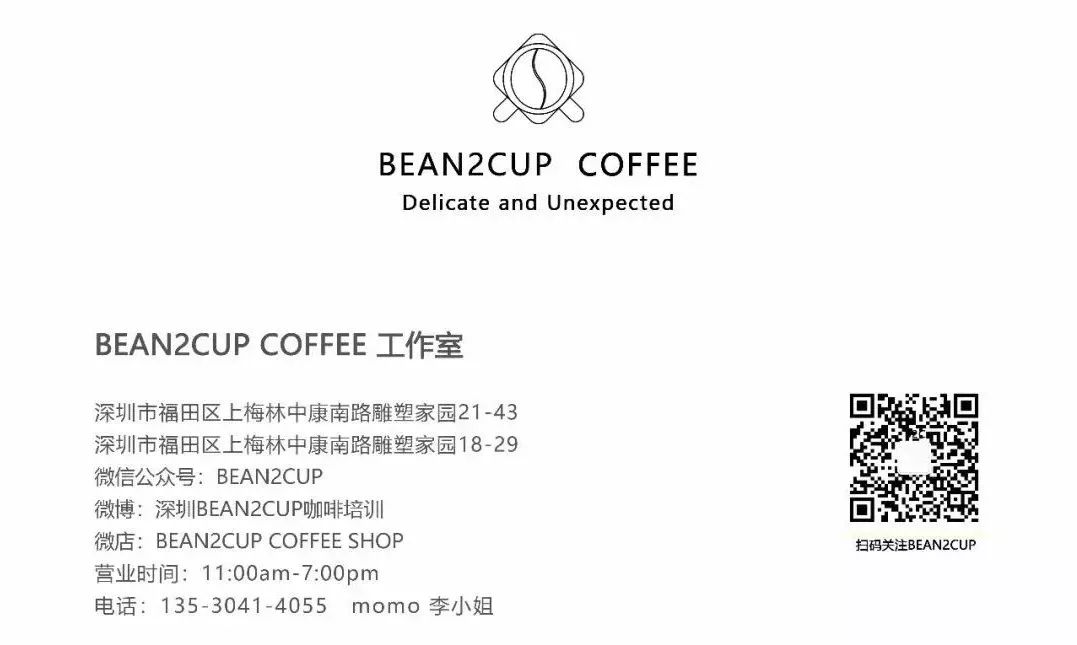 BEAN2CUP COFFEE
Delicate and Unexpected
BEAN2CUP COFFEE 工作室
深圳市福田区上梅林中康南路雕塑家园21-43
深圳市福田区上梅林中康南路雕塑家园18-29
微信公众号：BEAN2CUP
微博：深圳BEAN2CUP咖啡培训
微店：BEAN2CUP COFFEE SHOP
营业时间：11:00am-7:00pm
电话：135-3041-4055 momo 李小姐
扫码关注BEAN2CUP